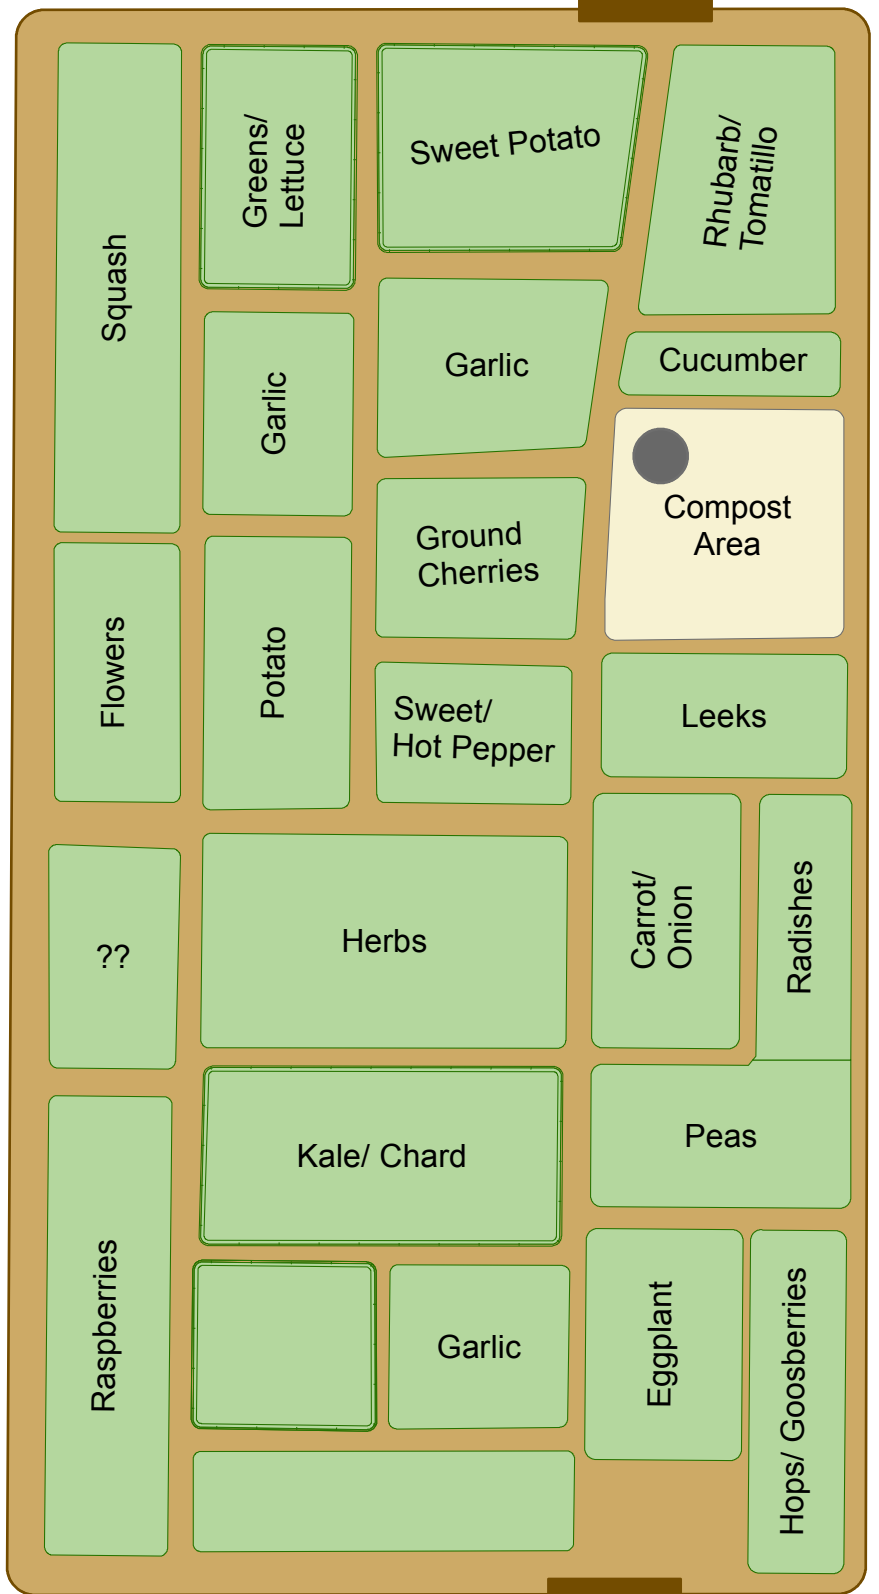 Squash
Greens/
Lettuce
Sweet Potato
Rhubarb/
Tomatillo
Garlic
Garlic
Cucumber
Compost
Area
Ground
Cherries
Flowers
Potato
Sweet/
Hot Pepper
Leeks
??
Herbs
Carrot/
Onion
Radishes
Kale/ Chard
Peas
Raspberries
Garlic
Eggplant
Hops/ Goosberries